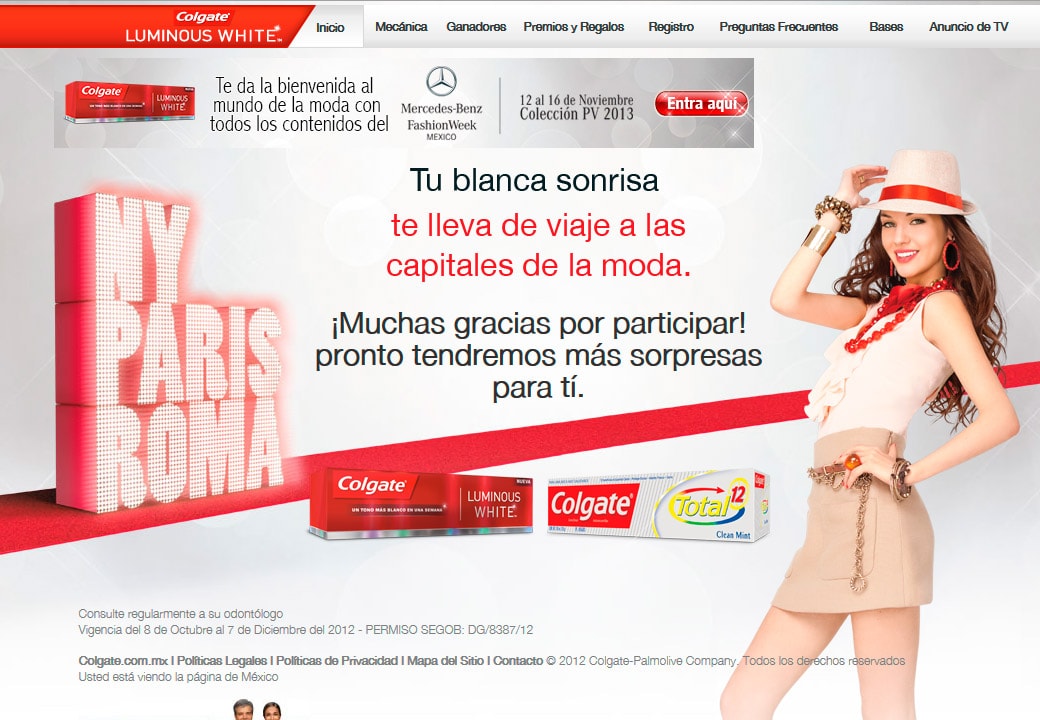 Colgate
LUMINOUS WHITE
Inicio
Mecánica
Ganadores
Premios y Regalos
Registro
Preguntas Frecuentes
Bases
Anuncio de TV
Colgate
LUMINOUS
WHITE
Te da la bienvenida al
mundo de la moda con
todos los contenidos del
Mercedes-Benz
FashionWeek
MEXICO
12 al 16 de Noviembre
Colección PV 2013
Entra aquí
Tu blanca sonrisa
te lleva de viaje a las
capitales de la moda.
NY
PARIS
ROMA
¡Muchas gracias por participar!
pronto tendremos más sorpresas
para tí.
Colgate
UN TONO MÁS BLANCO EN UNA SEMANA
NUEVA
LUMINOUS
WHITE
Colgate
Total 12
Clean Mint
Consulte regularmente a su odontólogo
Vigencia del 8 de Octubre al 7 de Diciembre del 2012 - PERMISO SEGOB: DG/8387/12
Colgate.com.mx I Políticas Legales I Políticas de Privacidad I Mapa del Sitio I Contacto © 2012 Colgate-Palmolive Company. Todos los derechos reservados
Usted está viendo la página de México